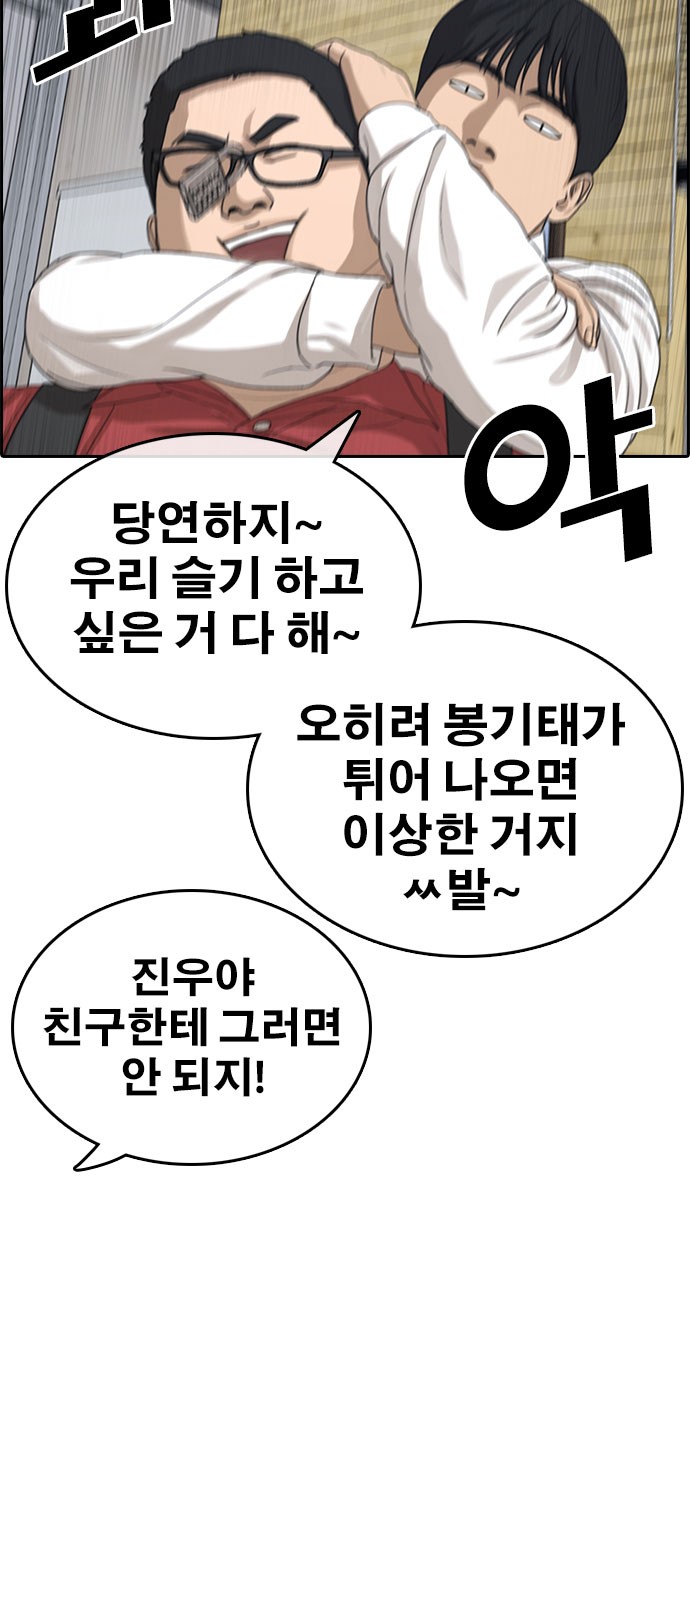 콰
악
당연하지~
우리 슬기 하고
싶은 거 다 해~
오히려 봉기태가
튀어 나오면
이상한 거지
ㅆ발~
진우야
친구한테 그러면
안 되지!